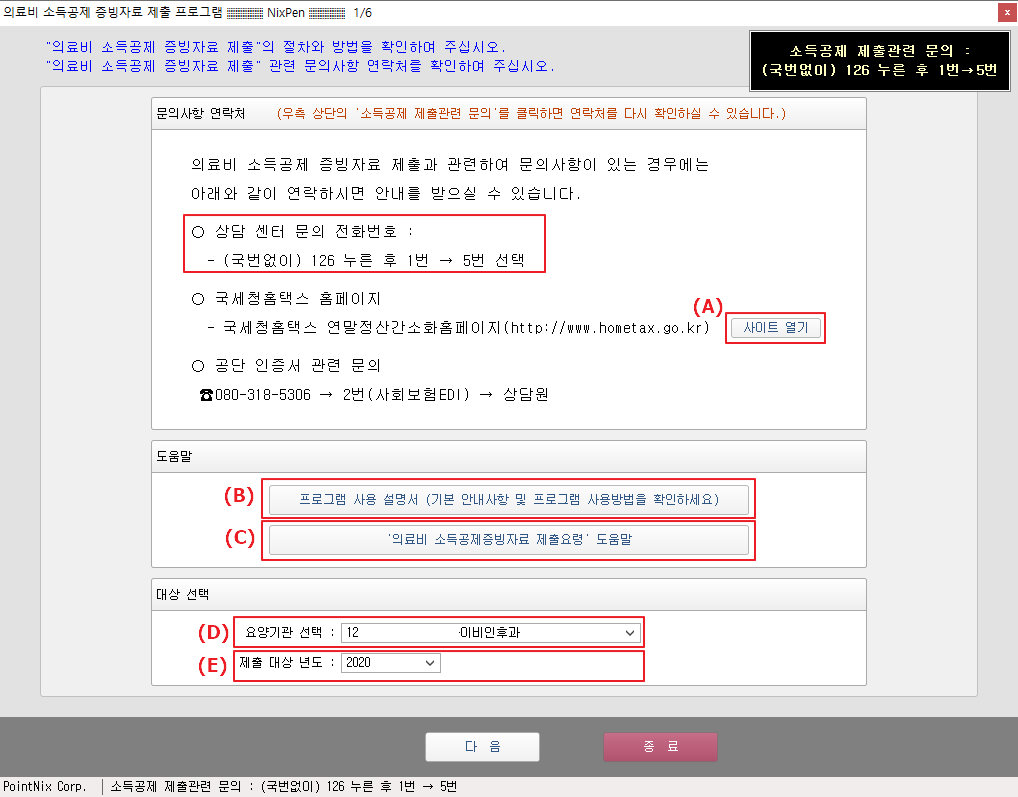 의료비 소득공제 증빙자료 제출 프로그램 ▒▒▒▒ NixPen ▒▒▒▒ 1/6
x
"의료비 소득공제 증빙자료 제출"의 절차와 방법을 확인하여 주십시오.
"의료비 소득공제 증빙자료 제출" 관련 문의사항 연락처를 확인하여 주십시오.
소득공제 제출관련 문의 :
(국번없이) 126 누른 후 1번→5번
문의사항 연락처 (우측 상단의 '소득공제 제출관련 문의'를 클릭하면 연락처를 다시 확인하실 수 있습니다.)
의료비 소득공제 증빙자료 제출과 관련하여 문의사항이 있는 경우에는
아래와 같이 연락하시면 안내를 받으실 수 있습니다.
○ 상담 센터 문의 전화번호 :
- (국번없이) 126 누른 후 1번 → 5번 선택
○ 국세청홈택스 홈페이지
(A)
- 국세청홈택스 연말정산간소화홈페이지(http://www.hometax.go.kr) 사이트 열기
○ 공단 인증서 관련 문의
☎080-318-5306 → 2번(사회보험EDI) → 상담원
도움말
(B) 프로그램 사용 설명서 (기본 안내사항 및 프로그램 사용방법을 확인하세요)
(C) '의료비 소득공제증빙자료 제출요령' 도움말
대상 선택
(D) 요양기관 선택 : 12 이비인후과
(E) 제출 대상 년도 : 2020
다 음 종 료
PointNix Corp. 소득공제 제출관련 문의 : (국번없이) 126 누른 후 1번 → 5번